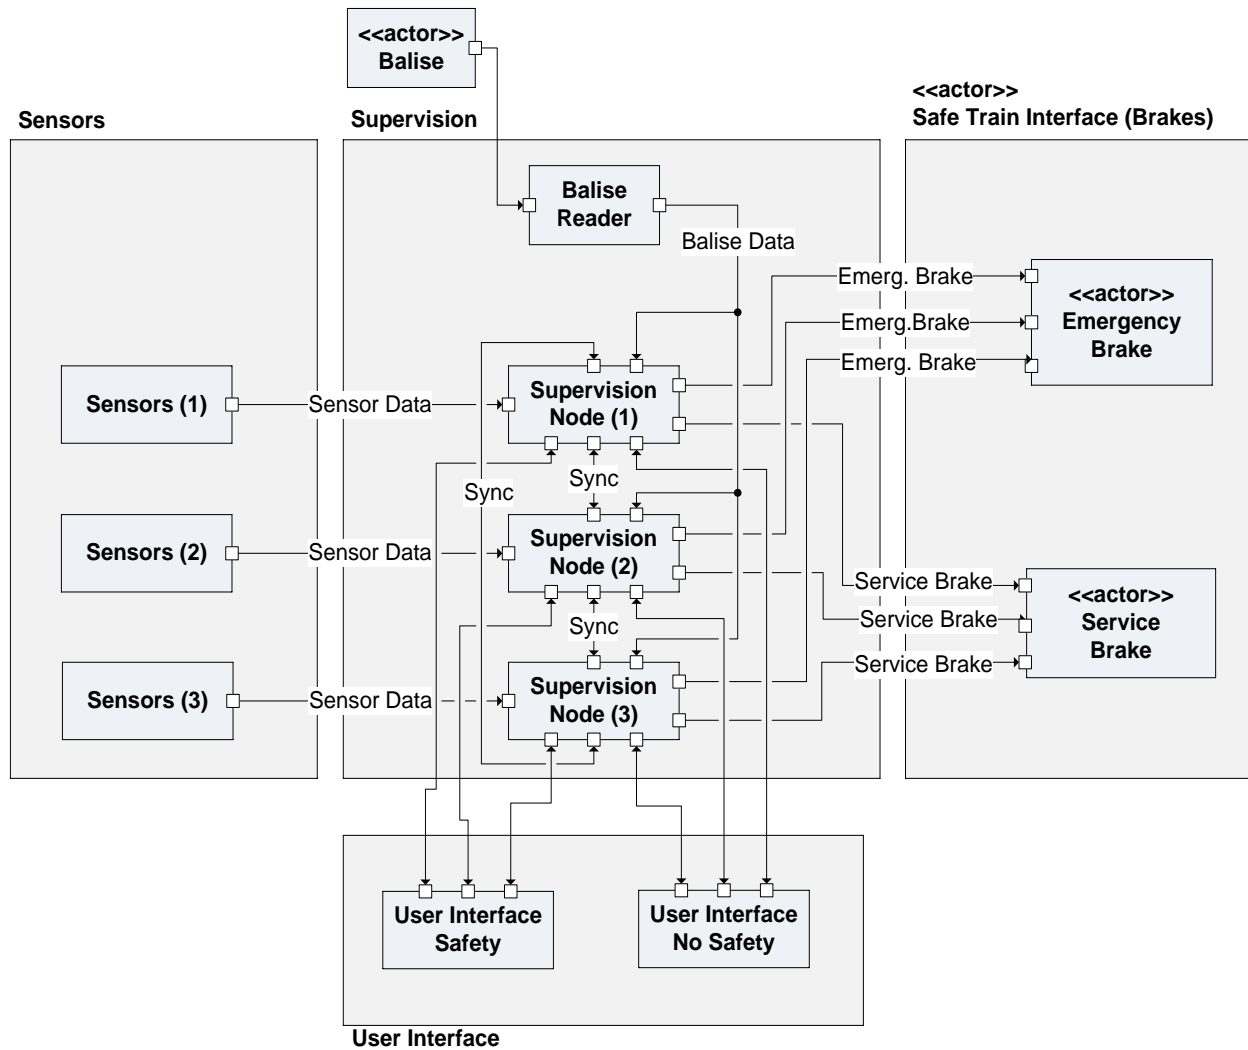 <<actor>>
Balise
<<actor>>
Safe Train Interface (Brakes)
Sensors
Supervision
Balise
Reader
Balise Data
Emerg. Brake
<<actor>>
Emergency
Brake
Emerg.Brake
Emerg. Brake
Sensors (1)
Sensor Data
Supervision
Node (1)
Sync
Sync
Sensors (2)
Sensor Data
Supervision
Node (2)
Service Brake
<<actor>>
Service
Brake
Service Brake
Sync
Service Brake
Sensors (3)
Sensor Data
Supervision
Node (3)
User Interface
Safety
User Interface
No Safety
User Interface